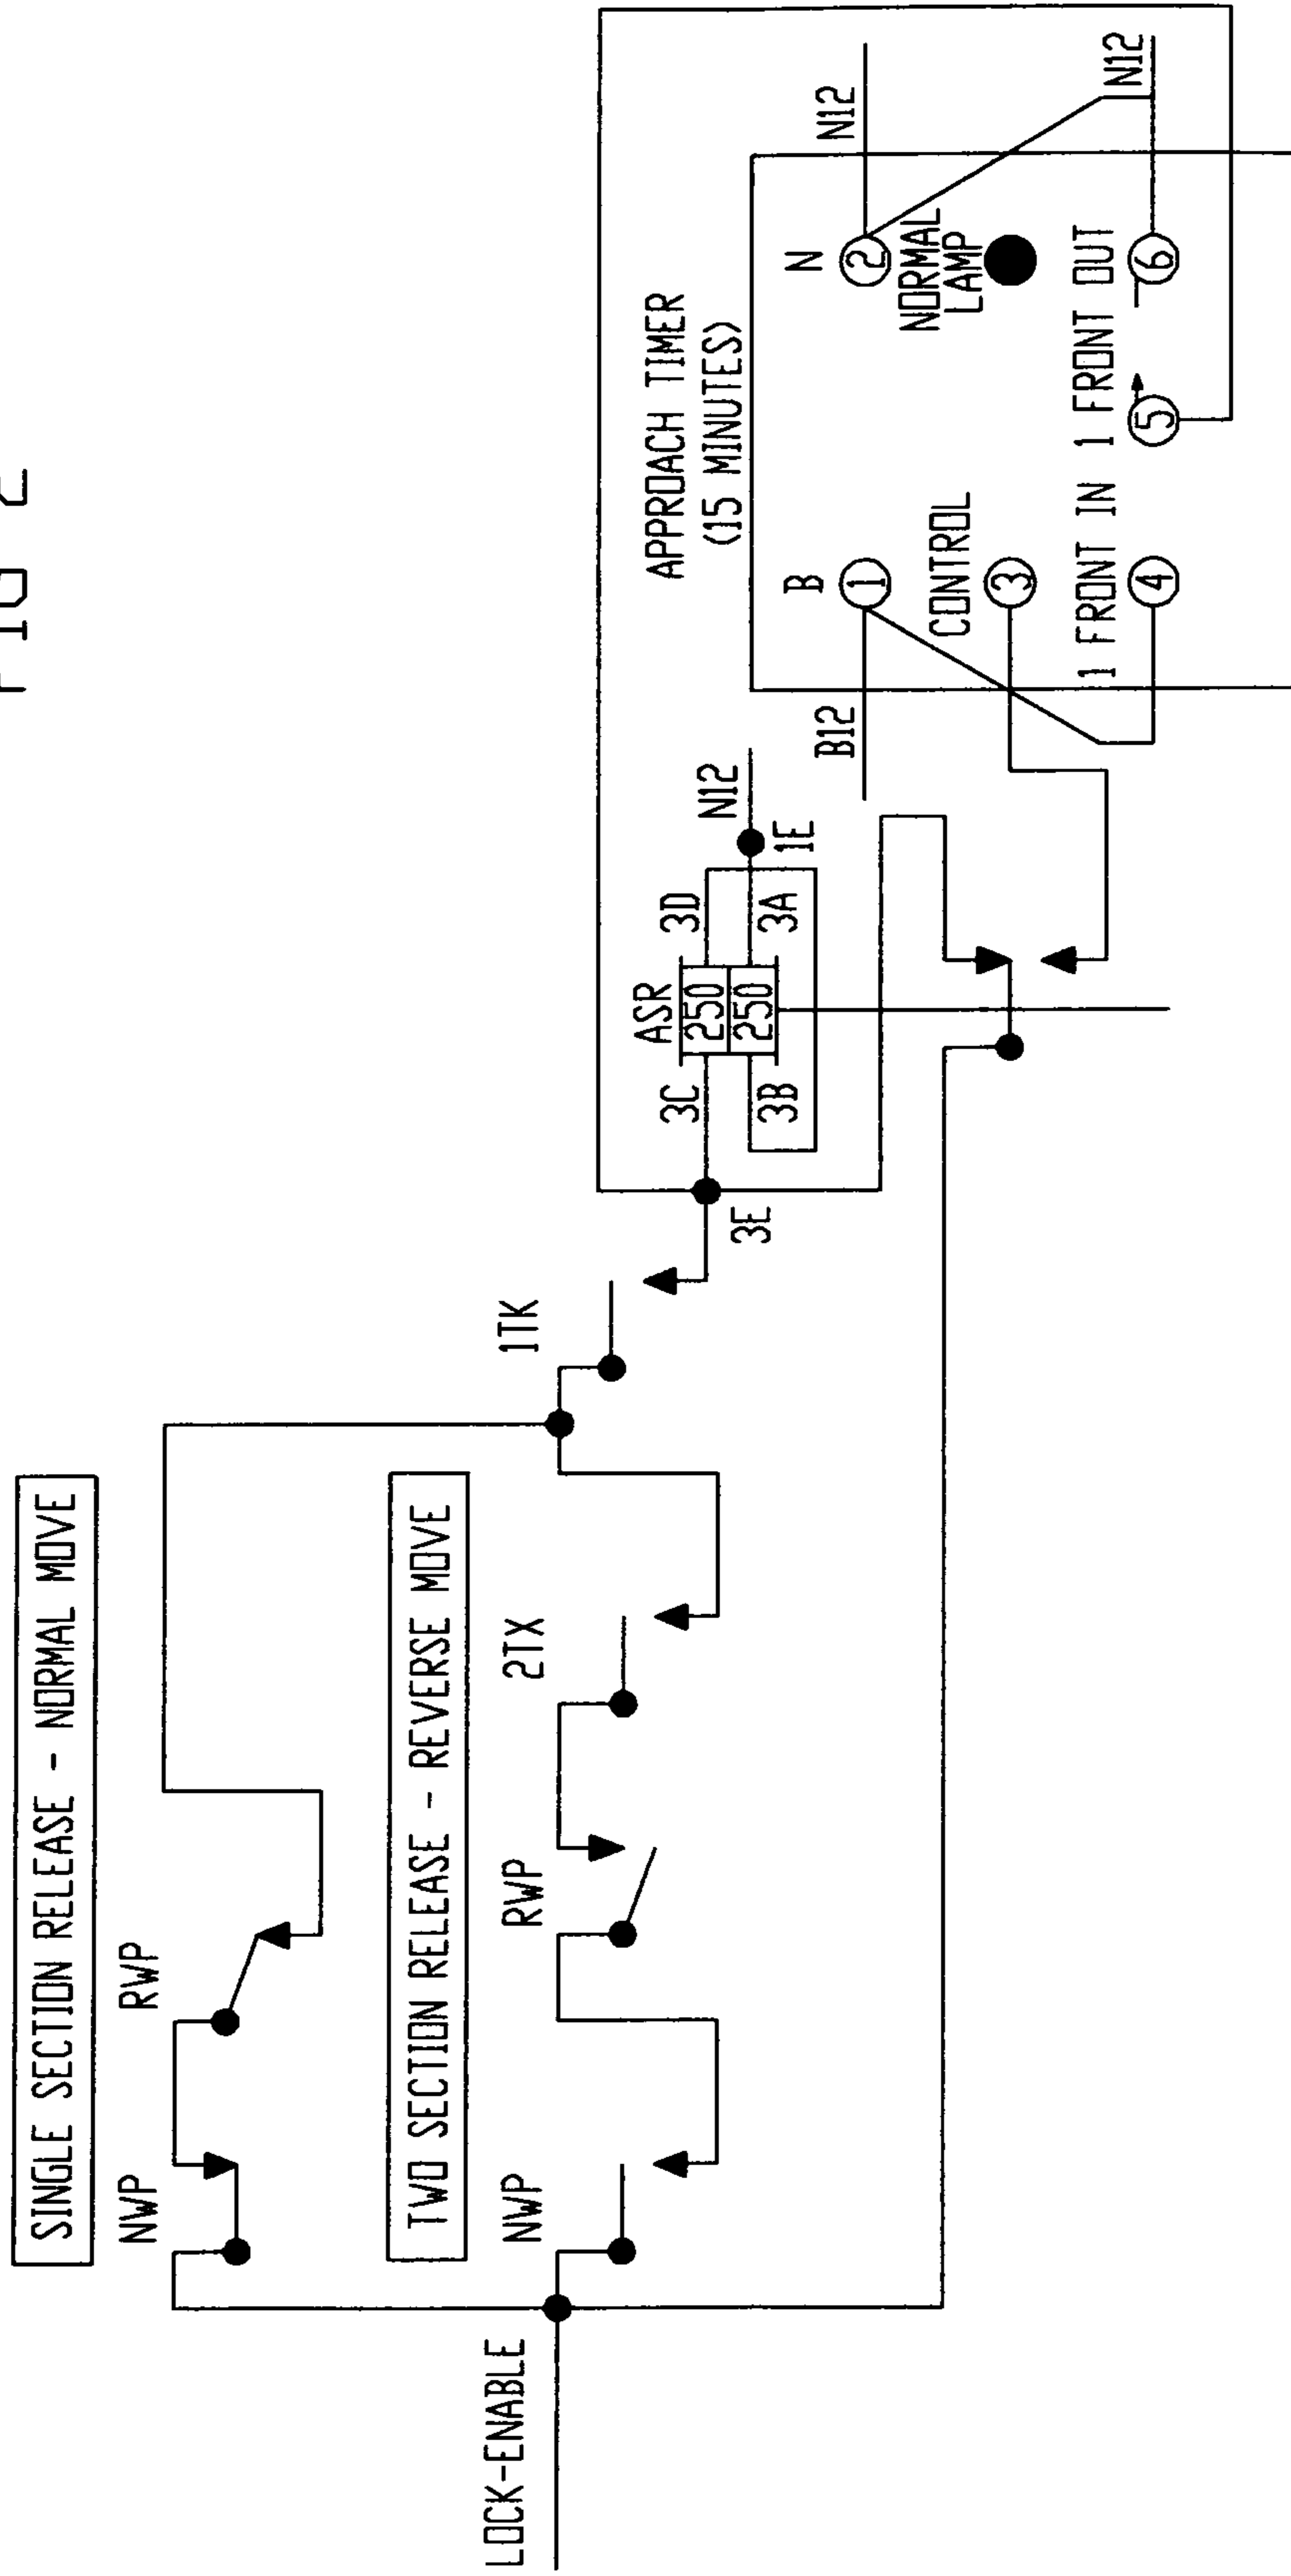 FIG 2
SINGLE SECTION RELEASE - NORMAL MOVE
NWP
RWP
TWO SECTION RELEASE - REVERSE MOVE
LOCK-ENABLE
NWP
RWP
2TX
1TK
3E
ASR
3C
250
3D
3B
250
3A
N12
1E
APPROACH TIMER
(15 MINUTES)
B
N
B12
1
2
N12
CONTROL
NORMAL
LAMP
3
1 FRONT IN
1 FRONT OUT
N12
4
5
6